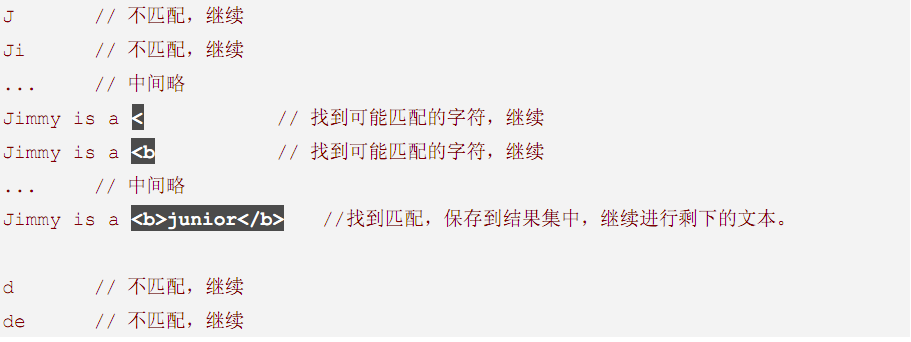 J // 不匹配，继续
Ji // 不匹配，继续
... // 中间略
Jimmy is a < // 找到可能匹配的字符，继续
Jimmy is a <b // 找到可能匹配的字符，继续
... // 中间略
Jimmy is a <b>junior</b> //找到匹配，保存到结果集中，继续进行剩下的文本。
d // 不匹配，继续
de // 不匹配，继续